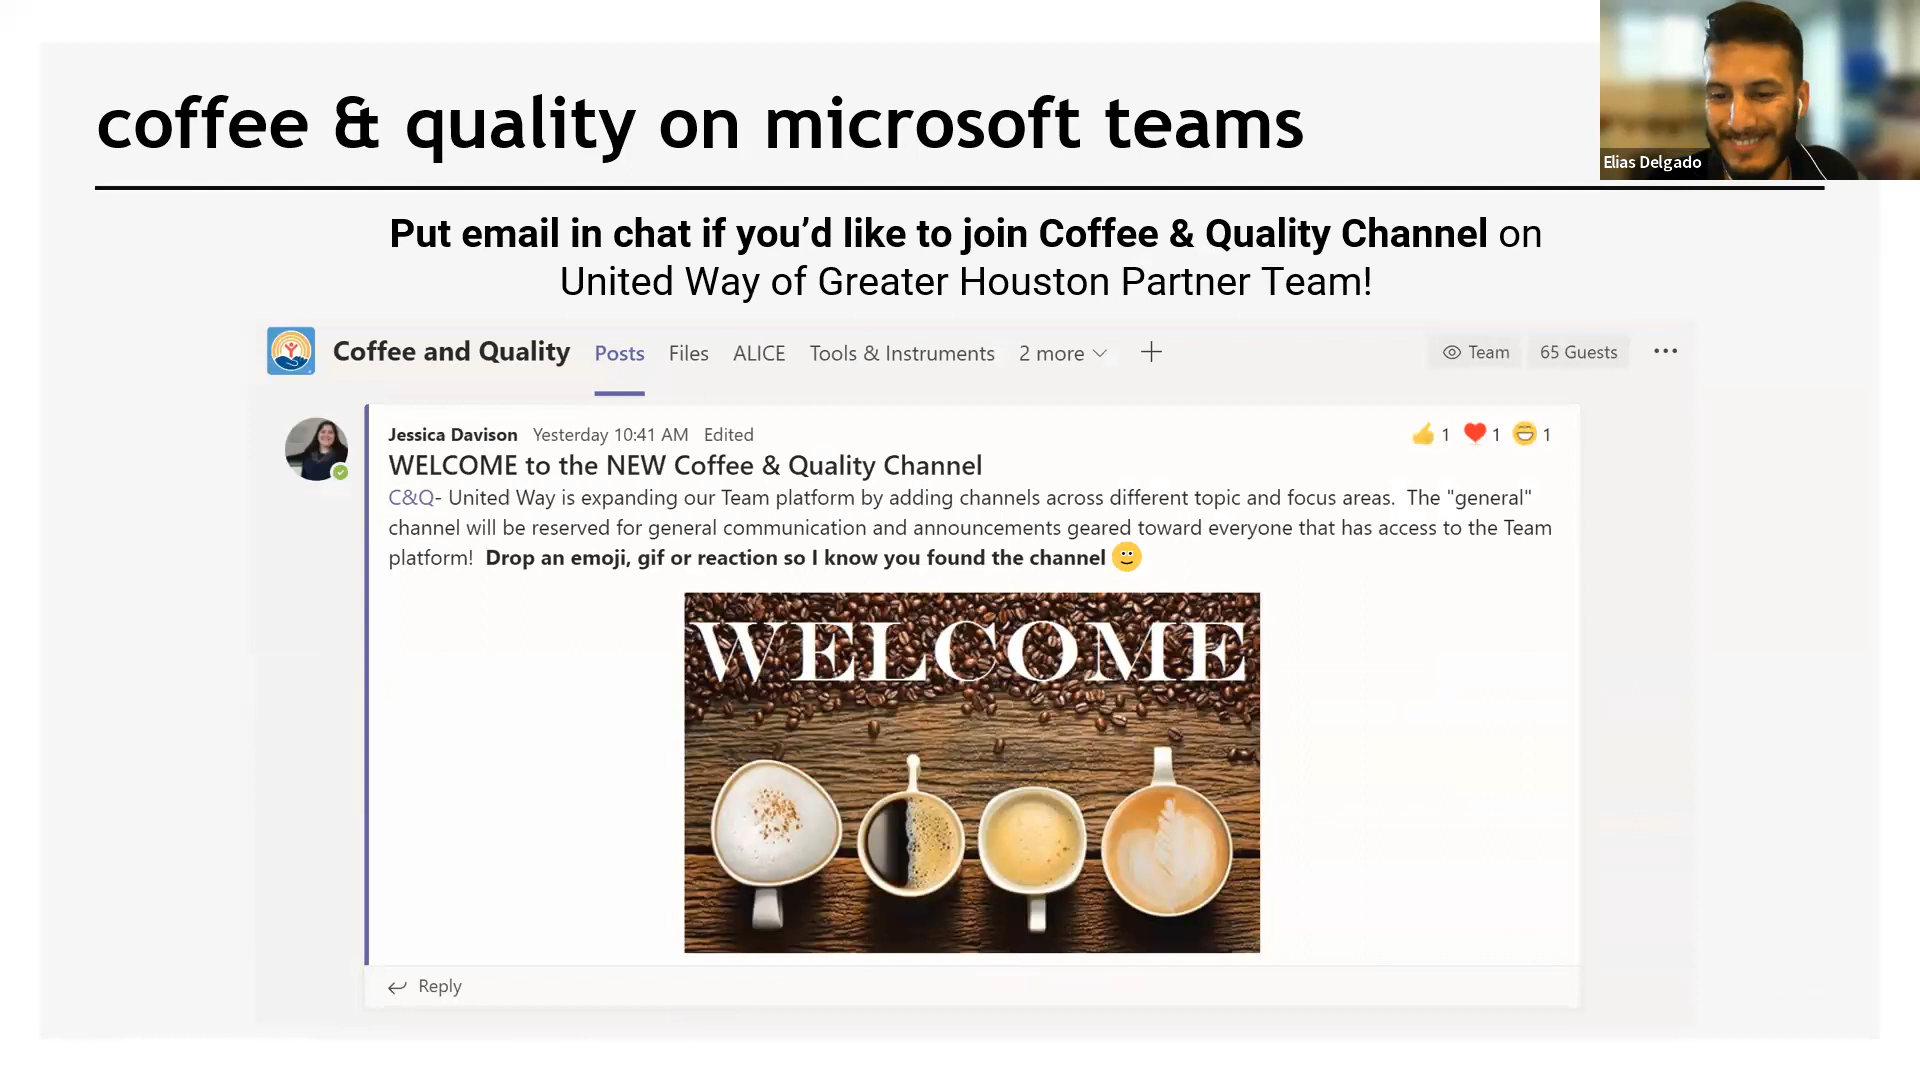 coffee & quality on microsoft teams
Elias Delgado
Put email in chat if you’d like to join Coffee & Quality Channel on
United Way of Greater Houston Partner Team!
Coffee and Quality Posts Files ALICE Tools & Instruments 2 more Team 65 Guests
Jessica Davison Yesterday 10:41 AM Edited 1 1 1
WELCOME to the NEW Coffee & Quality Channel
C&Q- United Way is expanding our Team platform by adding channels across different topic and focus areas. The "general"
channel will be reserved for general communication and announcements geared toward everyone that has access to the Team
platform! Drop an emoji, gif or reaction so I know you found the channel
WELCOME
Reply